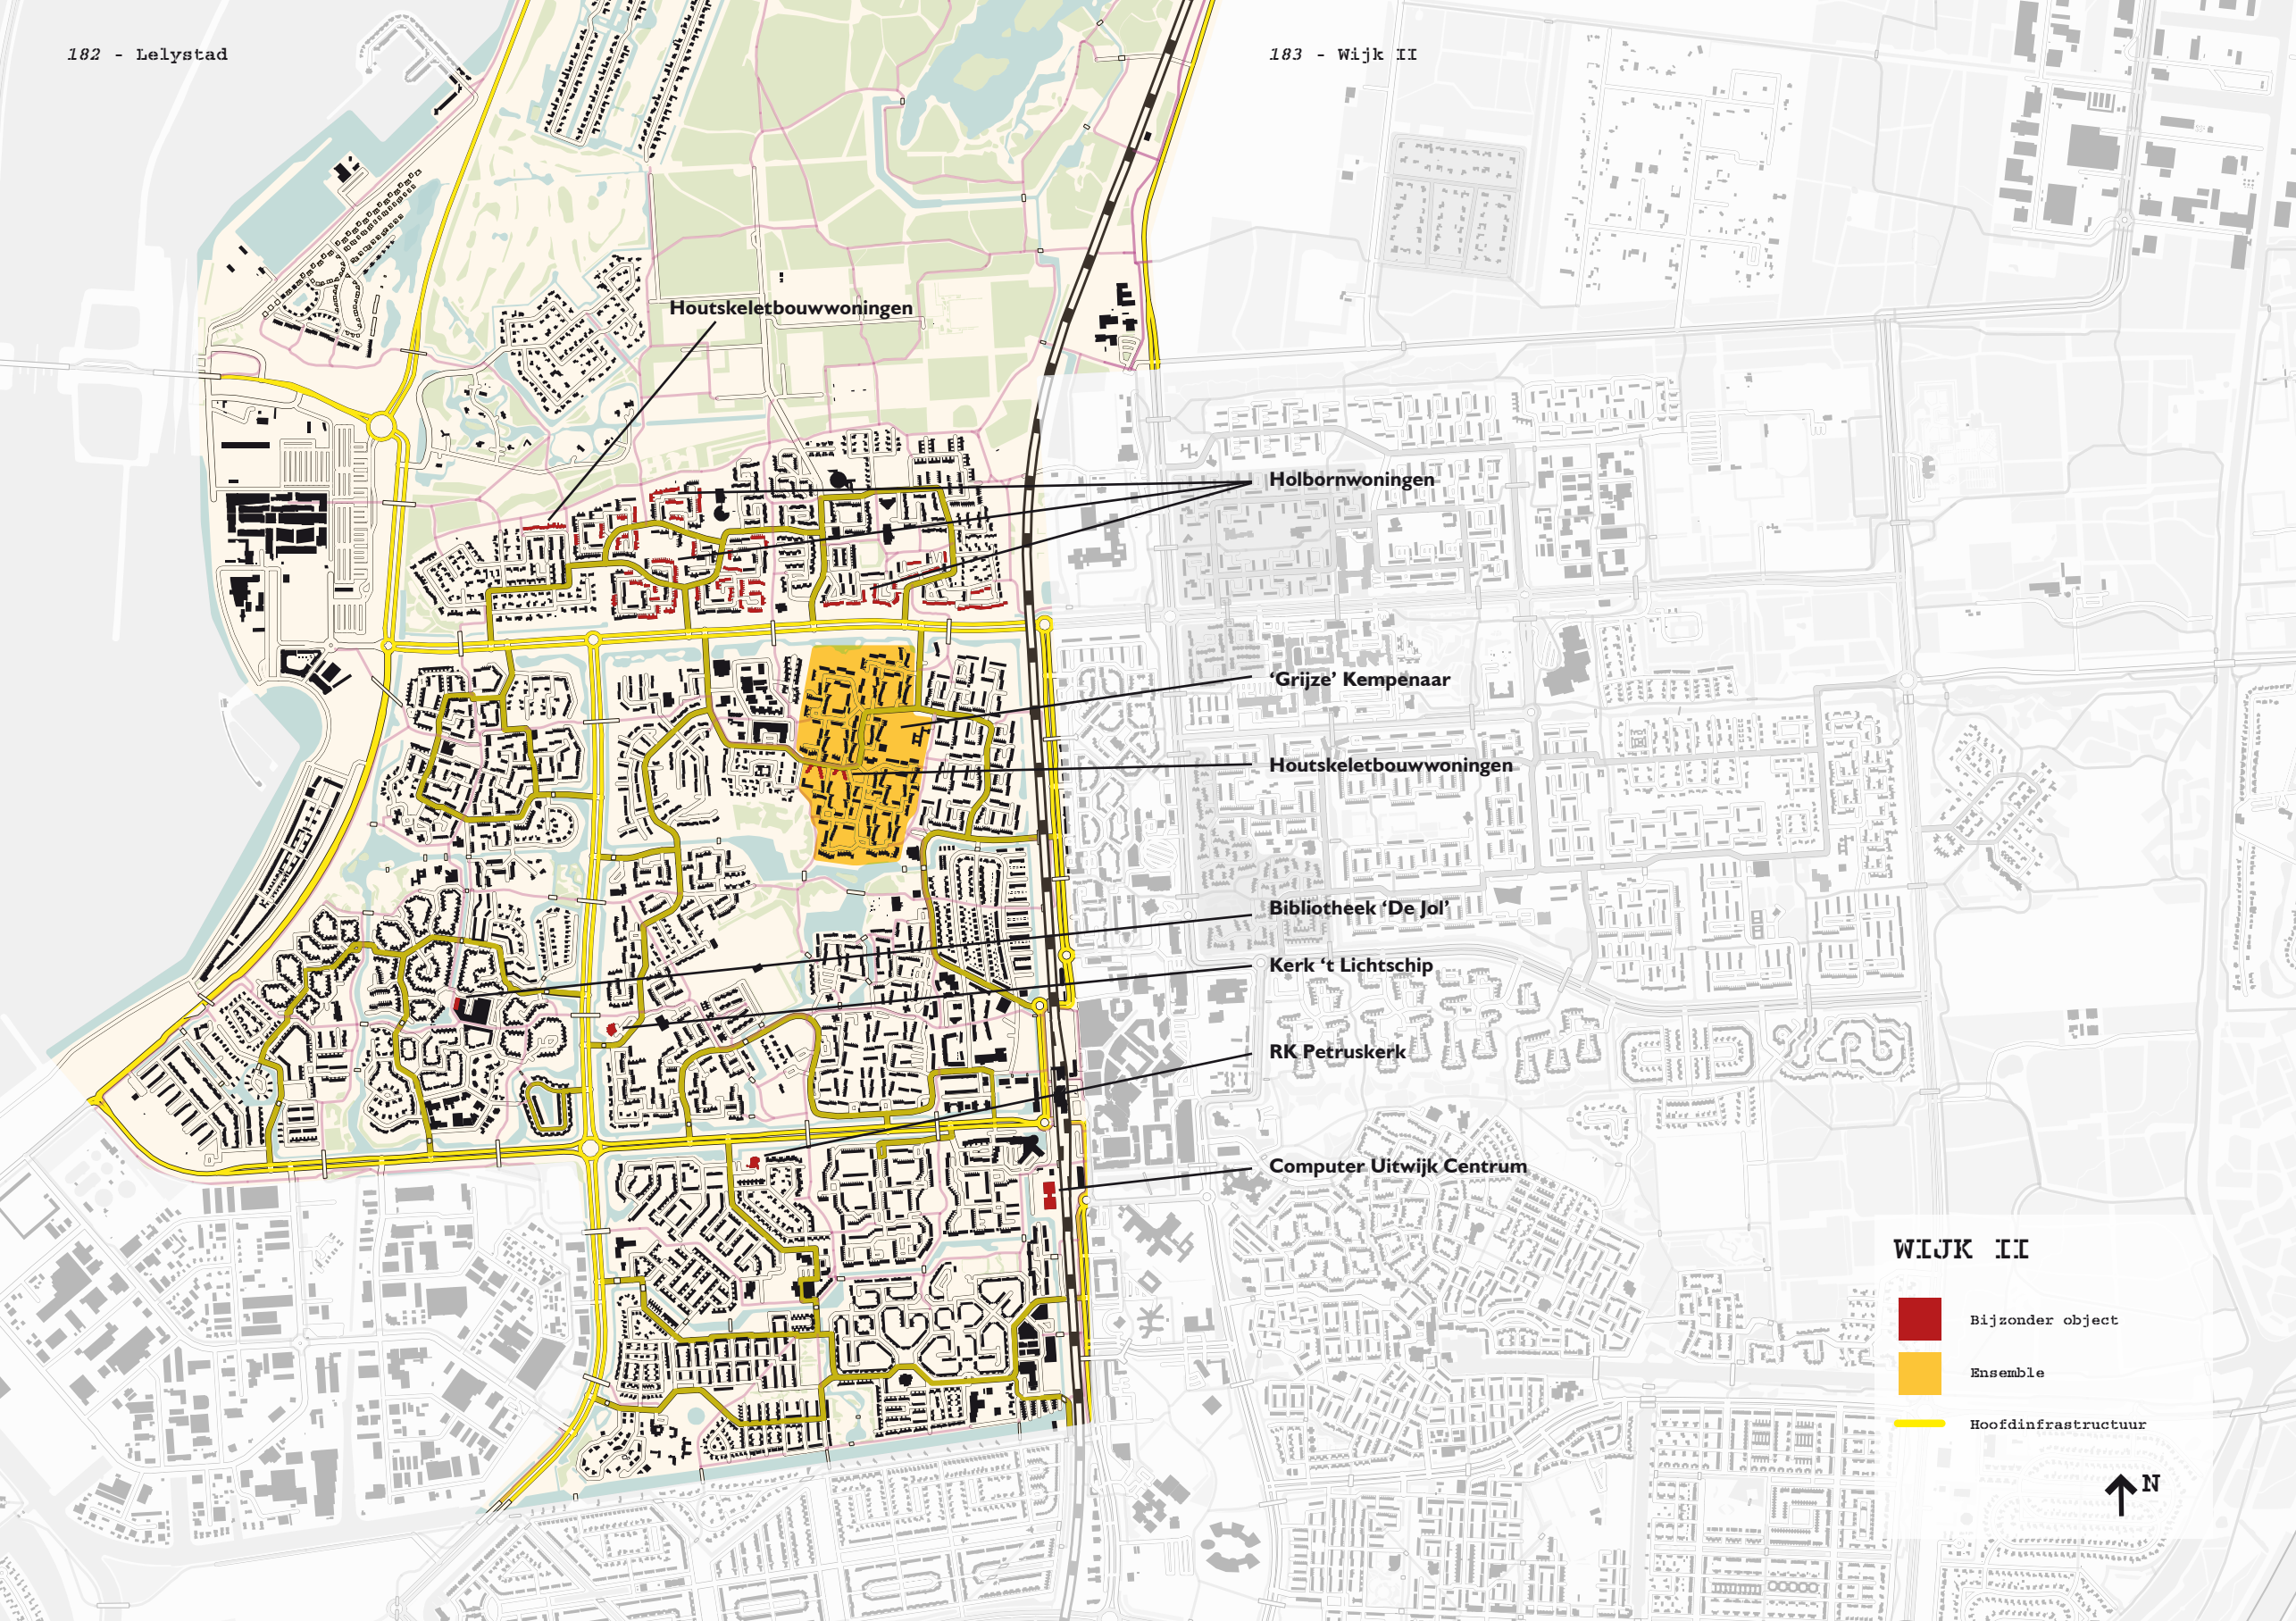 182 - Lelystad
183 - Wijk II
Houtskeletbouwwoningen
Holbornwoningen
‘Grijze’ Kempenaar
Houtskeletbouwwoningen
Bibliotheek ‘De Jol’
Kerk ‘t Lichtschip
RK Petruskerk
Computer Uitwijk Centrum
WIJK II
Bijzonder object
Ensemble
Hoofdinfrastructuur
N